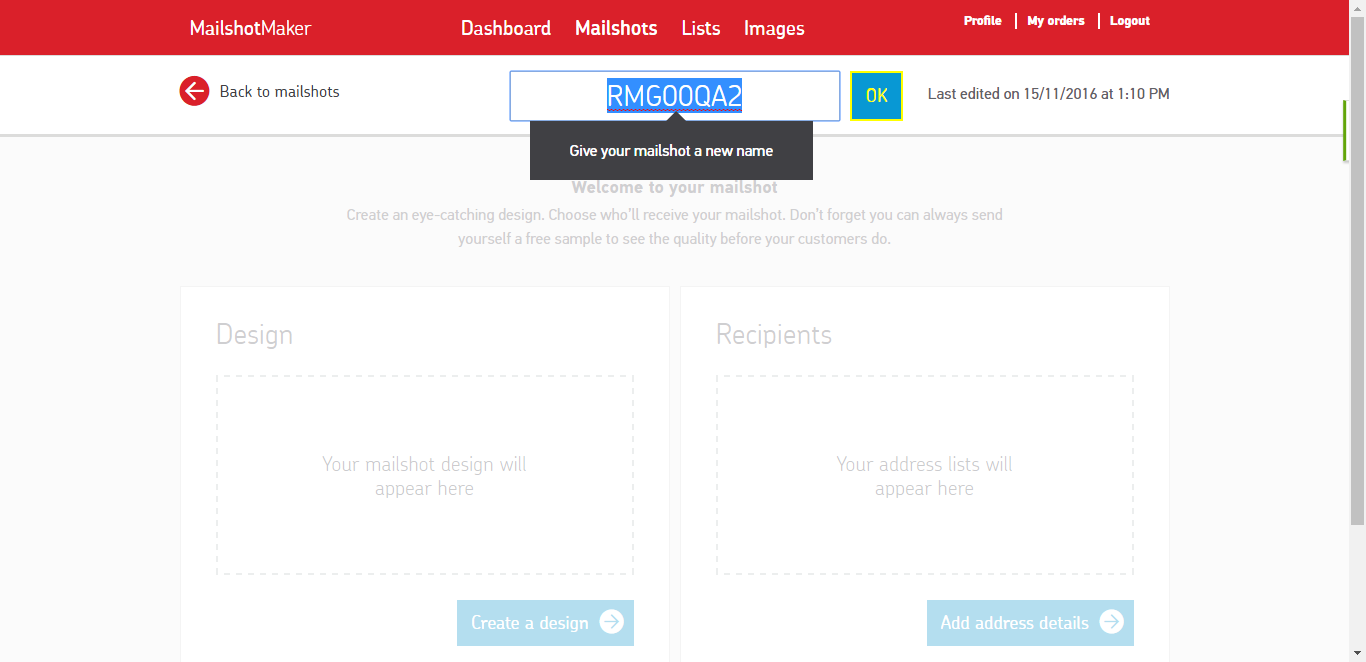 MailshotMaker
Dashboard Mailshots Lists Images
Profile My orders Logout
Back to mailshots
RMG00QA2
OK
Last edited on 15/11/2016 at 1:10 PM
Give your mailshot a new name
Welcome to your mailshot
Create an eye-catching design. Choose who'll receive your mailshot. Don't forget you can always send
yourself a free sample to see the quality before your customers do.
Design
Your mailshot design will
appear here
Create a design
Recipients
Your address lists will
appear here
Add address details